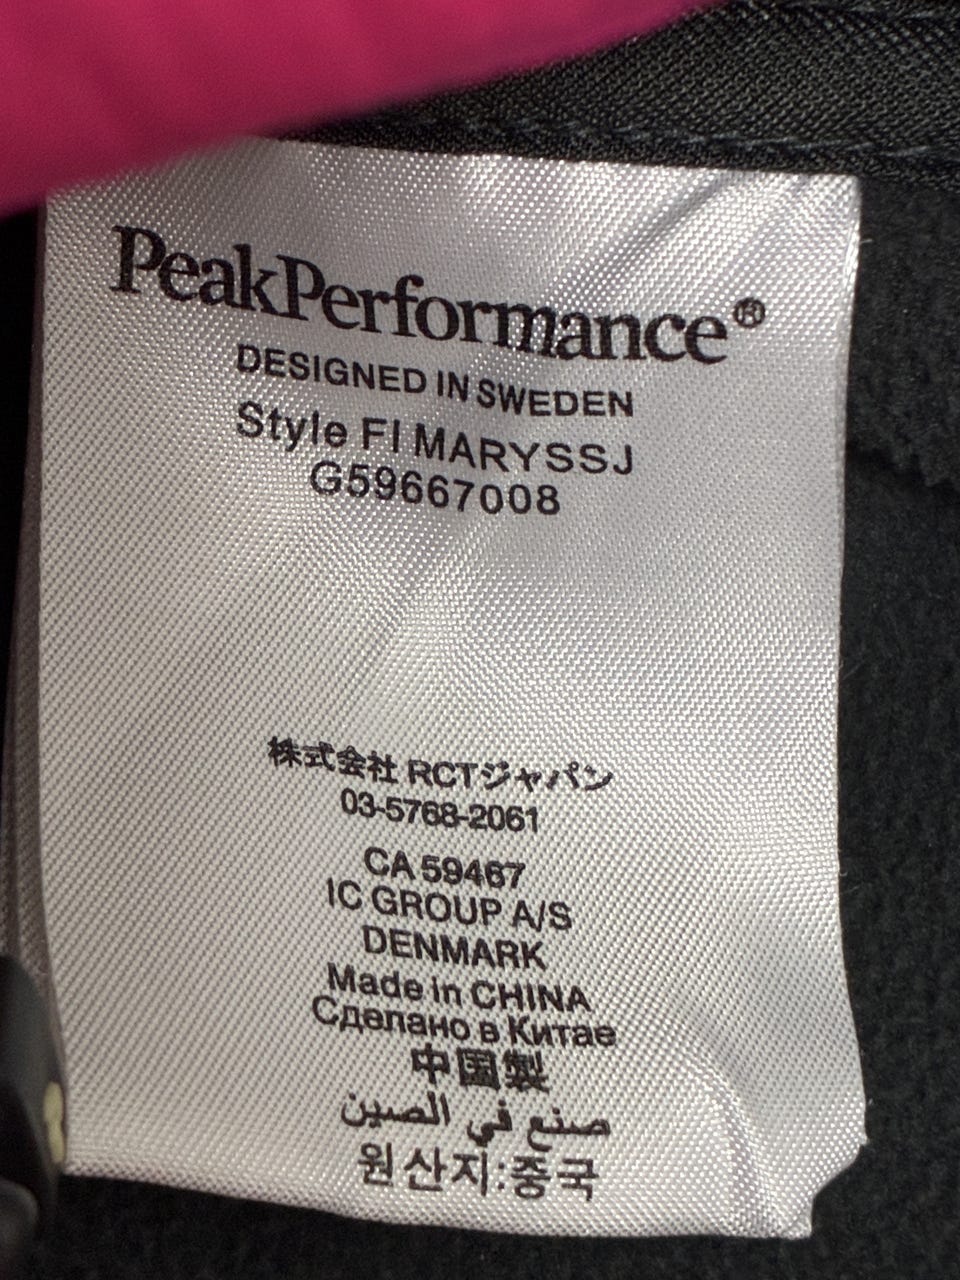 PeakPerformance®
DESIGNED IN SWEDEN
Style FI MARYSSJ
G59667008
株式会社 RCTジャパン
03-5768-2061
CA 59467
IC GROUP A/S
DENMARK
Made in CHINA
Сделано в Китае
中国製
صنع في الصين
원산지:중국